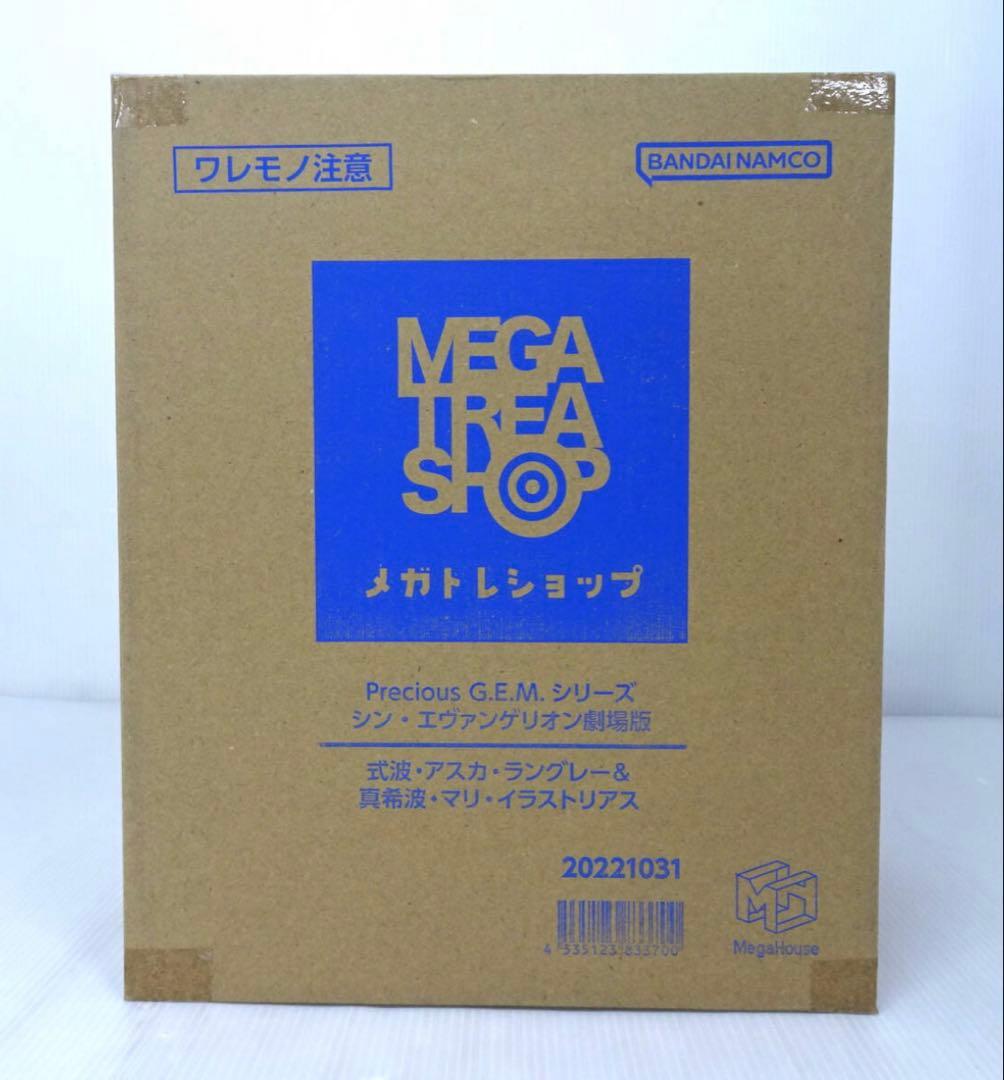 ワレモノ注意
BANDAI NAMCO
MEGA
TREA
SHOP
メガトレショップ
Precious G.E.M. シリーズ
シン・エヴァンゲリオン劇場版
式波・アスカ・ラングレー&
真希波・マリ・イラストリアス
20221031
4 535123 833700
MegaHouse